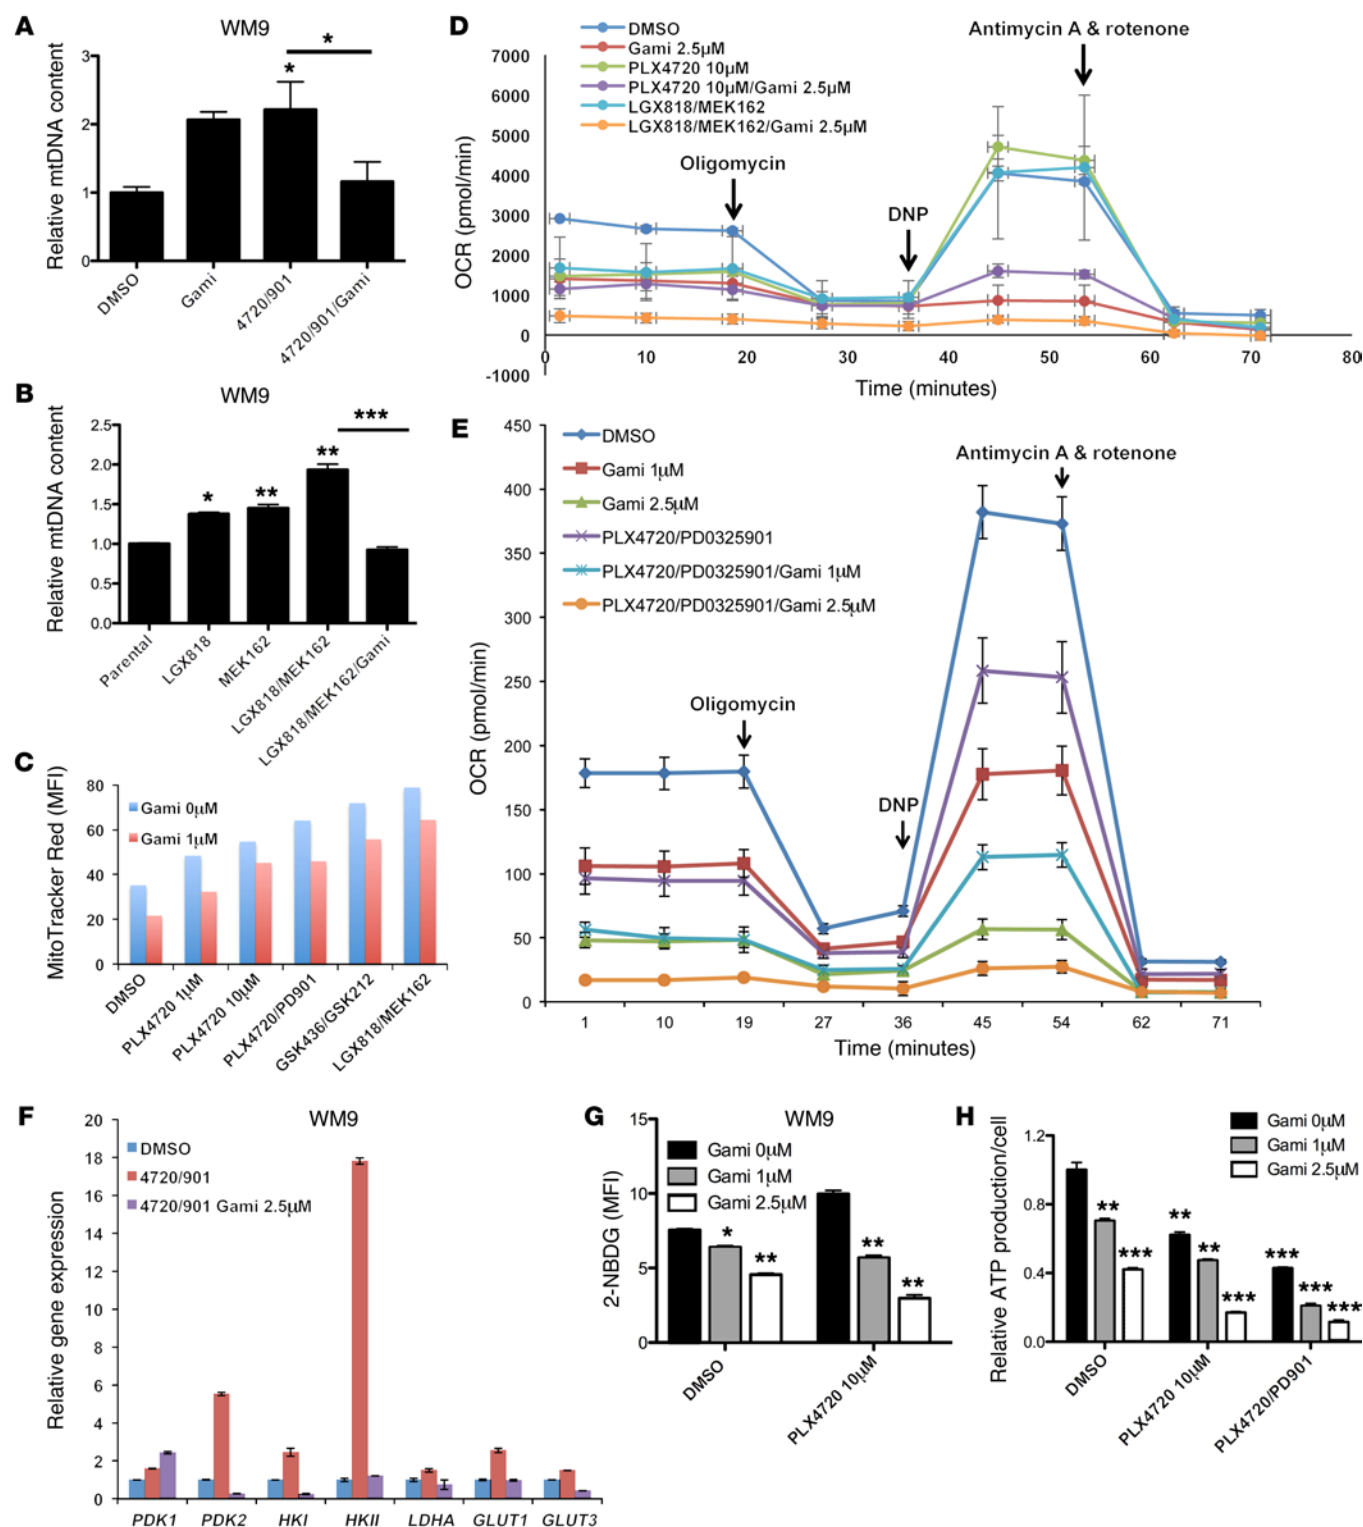 A
WM9
Relative mtDNA content
3
2
1
0
*
*
DMSO
Gami
4720/901
4720/901/Gami
B
WM9
Relative mtDNA content
2.5
2.0
1.5
1.0
0.5
0.0
*
**
**
***
Parental
LGX818
MEK162
LGX818/MEK162
LGX818/MEK162/Gami
C
MitoTracker Red (MFI)
80
60
40
20
0
Gami 0µM
Gami 1µM
DMSO
PLX4720 1µM
PLX4720 10µM
PLX4720/PD901
GSK436/GSK212
LGX818/MEK162
D
OCR (pmol/min)
7000
6000
5000
4000
3000
2000
1000
0
-1000
DMSO
Gami 2.5µM
PLX4720 10µM
PLX4720 10µM/Gami 2.5µM
LGX818/MEK162
LGX818/MEK162/Gami 2.5µM
Oligomycin
DNP
Antimycin A & rotenone
0 10 20 30 40 50 60 70 80
Time (minutes)
E
OCR (pmol/min)
450
400
350
300
250
200
150
100
50
0
DMSO
Gami 1µM
Gami 2.5µM
PLX4720/PD0325901
PLX4720/PD0325901/Gami 1µM
PLX4720/PD0325901/Gami 2.5µM
Oligomycin
DNP
Antimycin A & rotenone
1 10 19 27 36 45 54 62 71
Time (minutes)
F
WM9
Relative gene expression
20
18
16
14
12
10
8
6
4
2
0
DMSO
4720/901
4720/901 Gami 2.5µM
PDK1 PDK2 HKI HKII LDHA GLUT1 GLUT3
G
WM9
2-NBDG (MFI)
15
10
5
0
Gami 0µM
Gami 1µM
Gami 2.5µM
*
**
**
**
DMSO
PLX4720 10µM
H
Relative ATP production/cell
1.2
0.8
0.4
0.0
Gami 0µM
Gami 1µM
Gami 2.5µM
**
***
**
**
***
***
***
***
DMSO
PLX4720 10µM
PLX4720/PD901